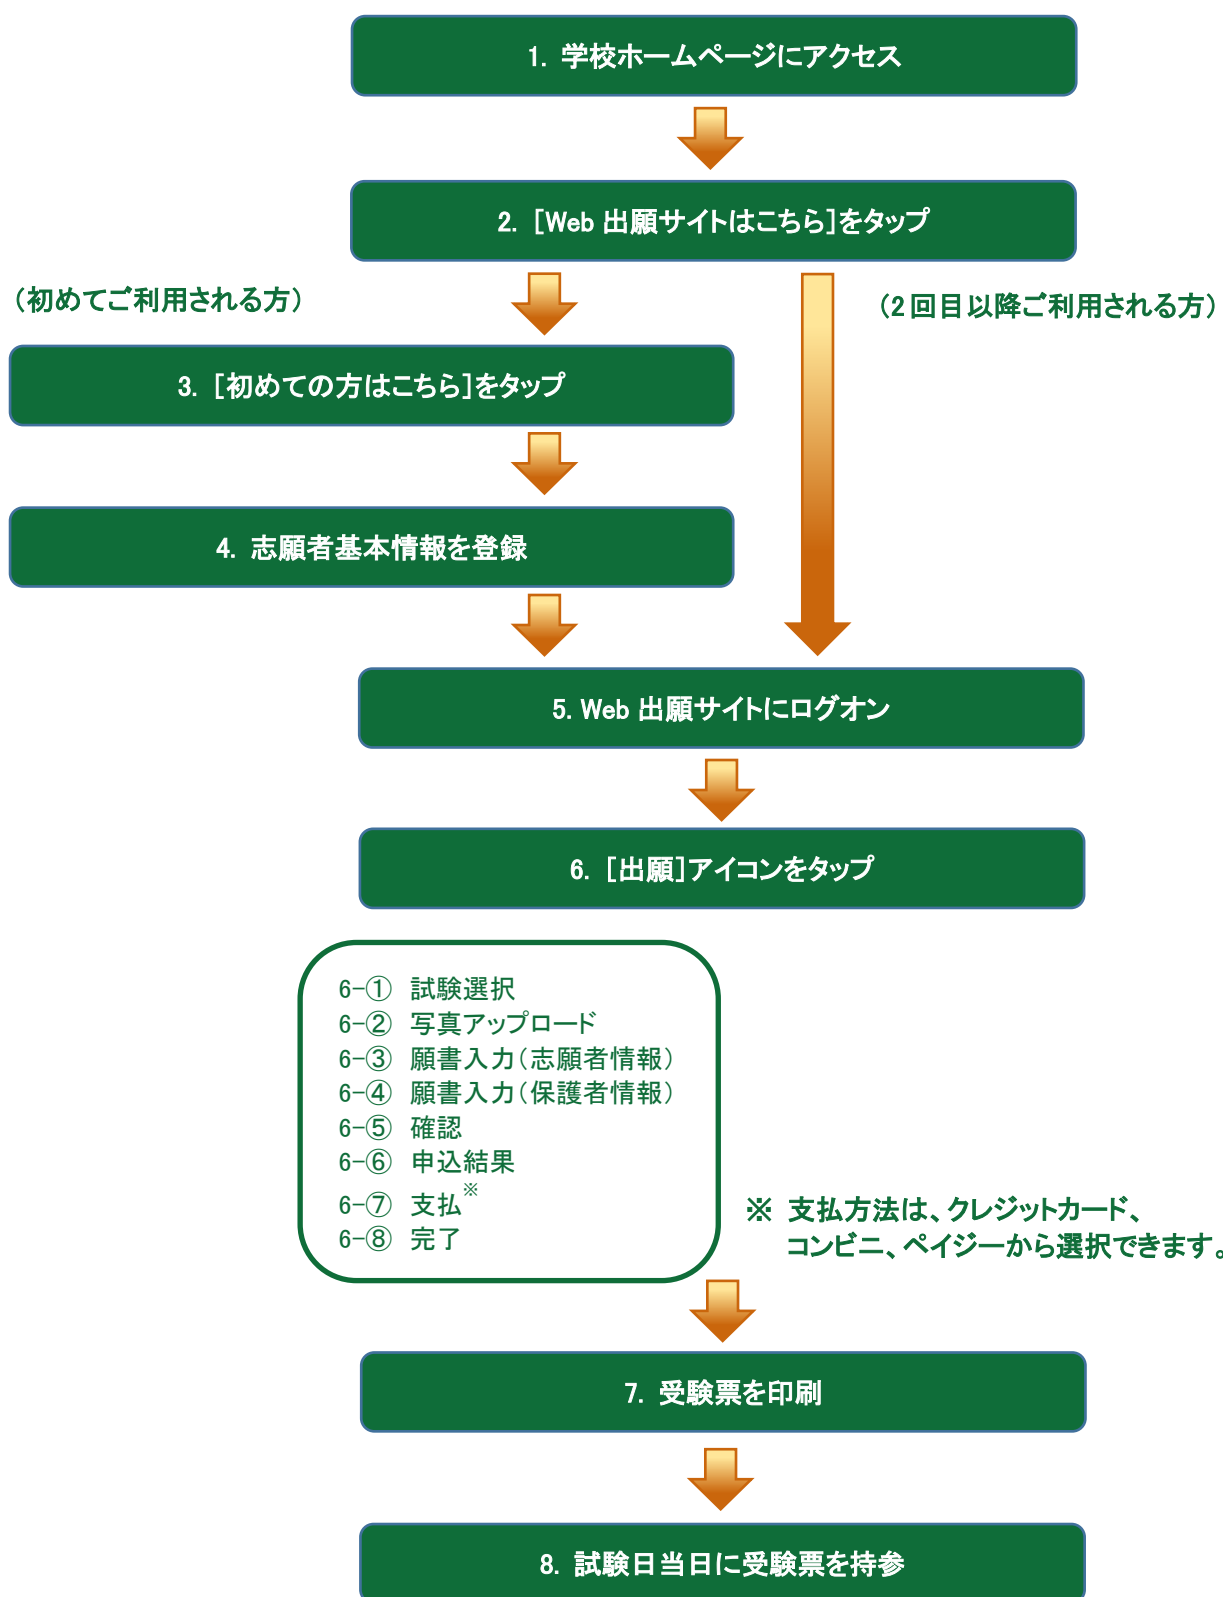 1. 学校ホームページにアクセス
2. [Web 出願サイトはこちら]をタップ
（初めてご利用される方）
（2 回目以降ご利用される方）
3. [初めての方はこちら]をタップ
4. 志願者基本情報を登録
5. Web 出願サイトにログオン
6. [出願]アイコンをタップ
6-① 試験選択
6-② 写真アップロード
6-③ 願書入力（志願者情報）
6-④ 願書入力（保護者情報）
6-⑤ 確認
6-⑥ 申込結果
6-⑦ 支払※
6-⑧ 完了
※ 支払方法は、クレジットカード、
コンビニ、ペイジーから選択できます。
7. 受験票を印刷
8. 試験日当日に受験票を持参